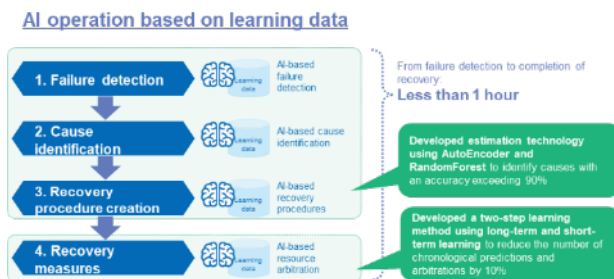 AI operation based on learning data
1. Failure detection
Learning
data
AI-based
failure
detection
2. Cause
identification
Learning
data
AI-based cause
identification
3. Recovery
procedure creation
Learning
data
AI-based
recovery
procedures
4. Recovery
measures
Learning
data
AI-based
resource
arbitration
From failure detection to completion of
recovery:
Less than 1 hour
Developed estimation technology
using AutoEncoder and
RandomForest to identify causes with
an accuracy exceeding 90%
Developed a two-step learning
method using long-term and short-
term learning to reduce the number of
chronological predictions and
arbitrations by 10%